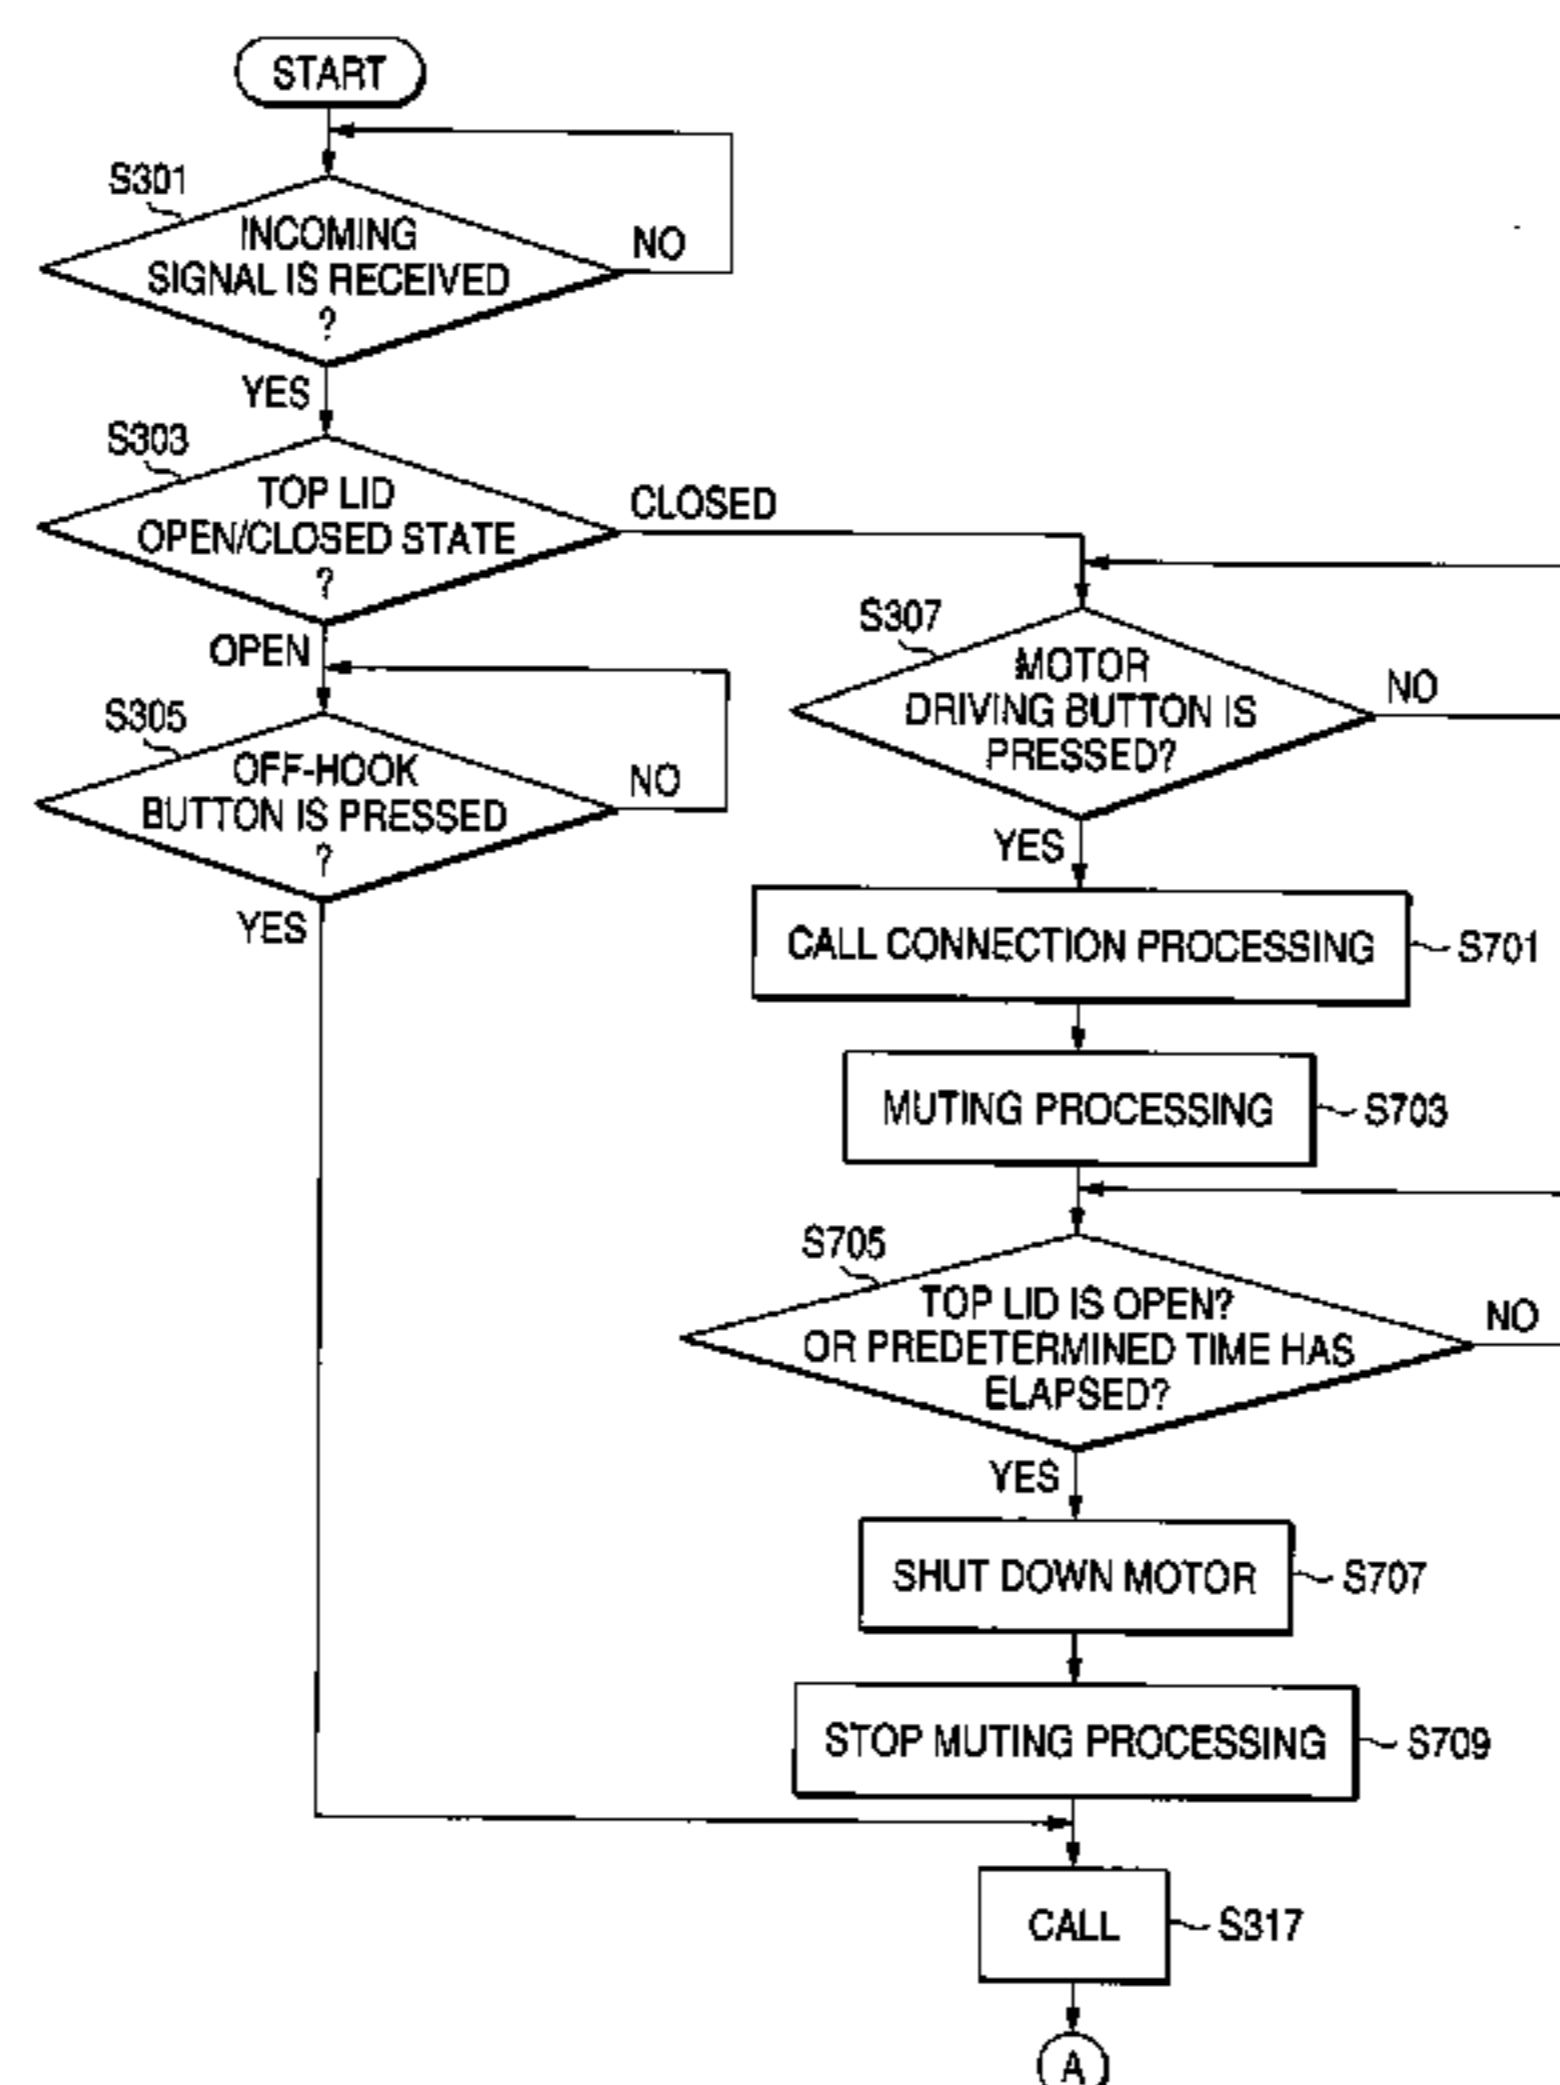 START
S301
INCOMING
SIGNAL IS RECEIVED
?
NO
YES
S303
TOP LID
OPEN/CLOSED STATE
?
CLOSED
OPEN
S305
OFF-HOOK
BUTTON IS PRESSED
?
NO
YES
S307
MOTOR
DRIVING BUTTON IS
PRESSED?
NO
YES
CALL CONNECTION PROCESSING
S701
MUTING PROCESSING
S703
S705
TOP LID IS OPEN?
OR PREDETERMINED TIME HAS
ELAPSED?
NO
YES
SHUT DOWN MOTOR
S707
STOP MUTING PROCESSING
S709
CALL
S317
A